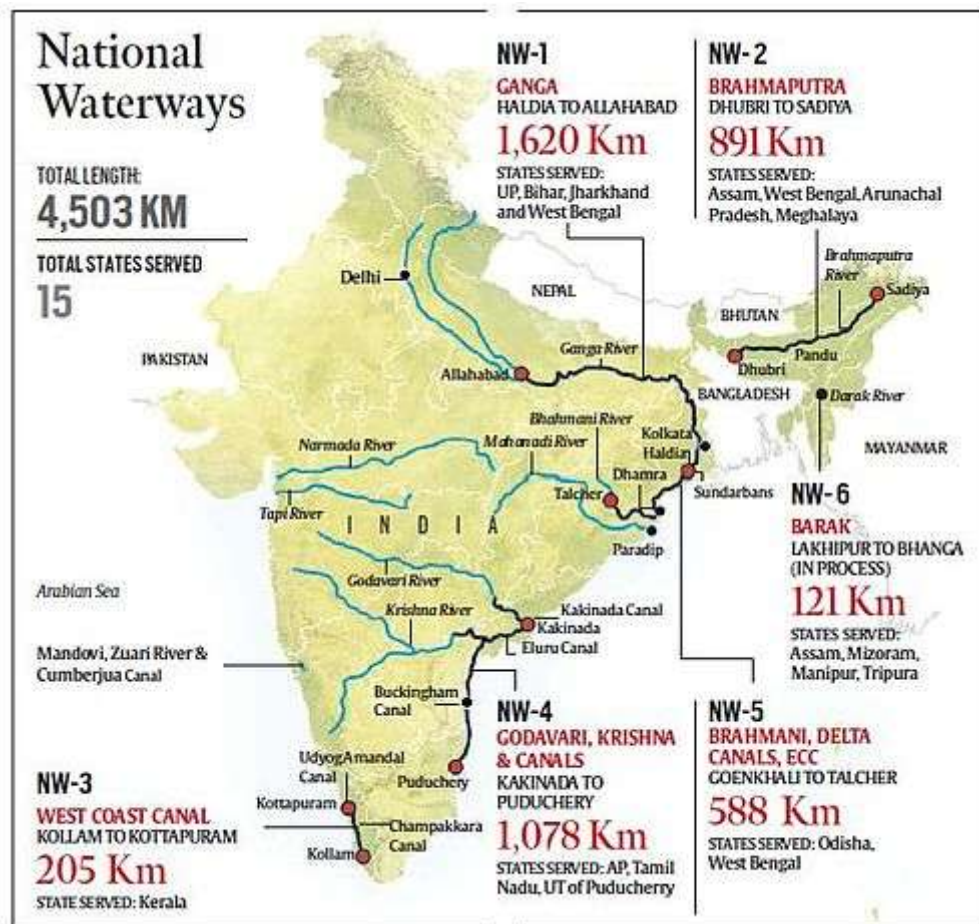 National
Waterways
TOTAL LENGTH:
4,503 KM
TOTAL STATES SERVED
15
NW-1
GANGA
HALDIA TO ALLAHABAD
1,620 Km
STATES SERVED:
UP, Bihar, Jharkhand
and West Bengal
NW-2
BRAHMAPUTRA
DHUBRI TO SADIYA
891 Km
STATES SERVED:
Assam, West Bengal, Arunachal
Pradesh, Meghalaya
Brahmaputra
River
Sadiya
Delhi
NEPAL
BHUTAN
PAKISTAN
Ganga River
Pandu
Dhubri
Allahabad
BANGLADESH
Darak River
Bhahmani River
Narmada River
Mahanadi River
Kolkata
Haldia
MAYANMAR
Dhamra
Talcher
Sundarbans
Tapi River
INDIA
Paradip
NW-6
BARAK
LAKHIPUR TO BHANGA
(IN PROCESS)
121 Km
STATES SERVED:
Assam, Mizoram,
Manipur, Tripura
Godavari River
Arabian Sea
Krishna River
Kakinada Canal
Kakinada
Eluru Canal
Mandovi, Zuari River &
Cumberjua Canal
Buckingham
Canal
Puduchery
NW-4
GODAVARI, KRISHNA
& CANALS
KAKINADA TO
PUDUCHERY
1,078 Km
STATES SERVED: AP, Tamil
Nadu, UT of Puducherry
NW-5
BRAHMANI, DELTA
CANALS, ECC
GOENKHALI TO TALCHER
588 Km
STATES SERVED: Odisha,
West Bengal
UdyogAmandal
Canal
Kottapuram
Champakkara
Canal
Kollam
NW-3
WEST COAST CANAL
KOLLAM TO KOTTAPURAM
205 Km
STATE SERVED: Kerala